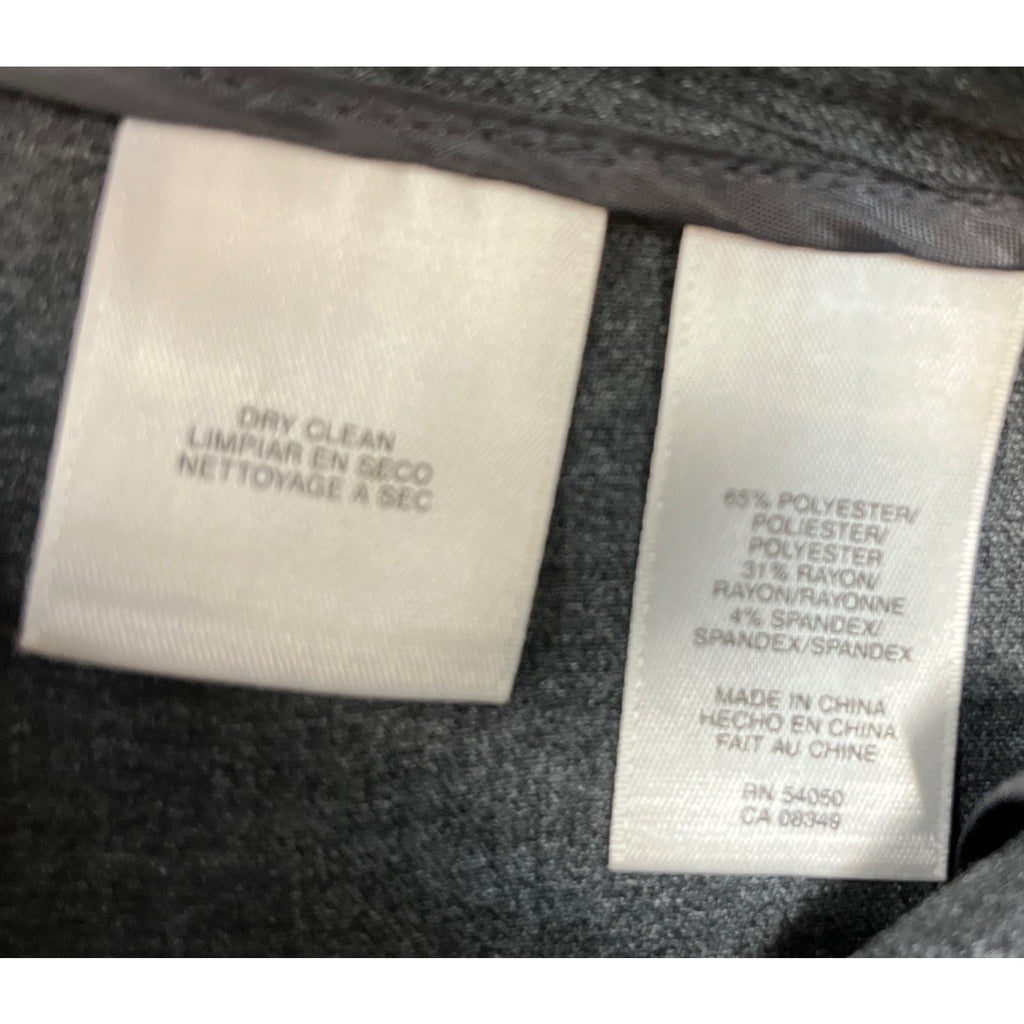 DRY CLEAN
LIMPIAR EN SECO
NETTOYAGE A SEC
65% POLYESTER/
POLIESTER/
POLYESTER
31% RAYON/
RAYON/RAYONNE
4% SPANDEX/
SPANDEX/SPANDEX
MADE IN CHINA
HECHO EN CHINA
FAIT AU CHINE
RN 54050
CA 08349